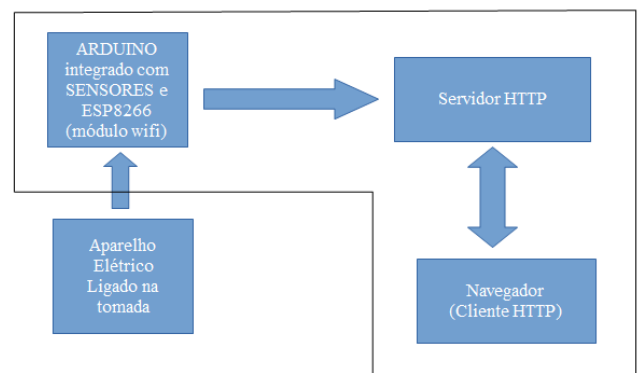 ARDUINO
integrado com
SENSORES e
ESP8266
(módulo wifi)
Servidor HTTP
Aparelho
Elétrico
Ligado na
tomada
Navegador
(Cliente HTTP)